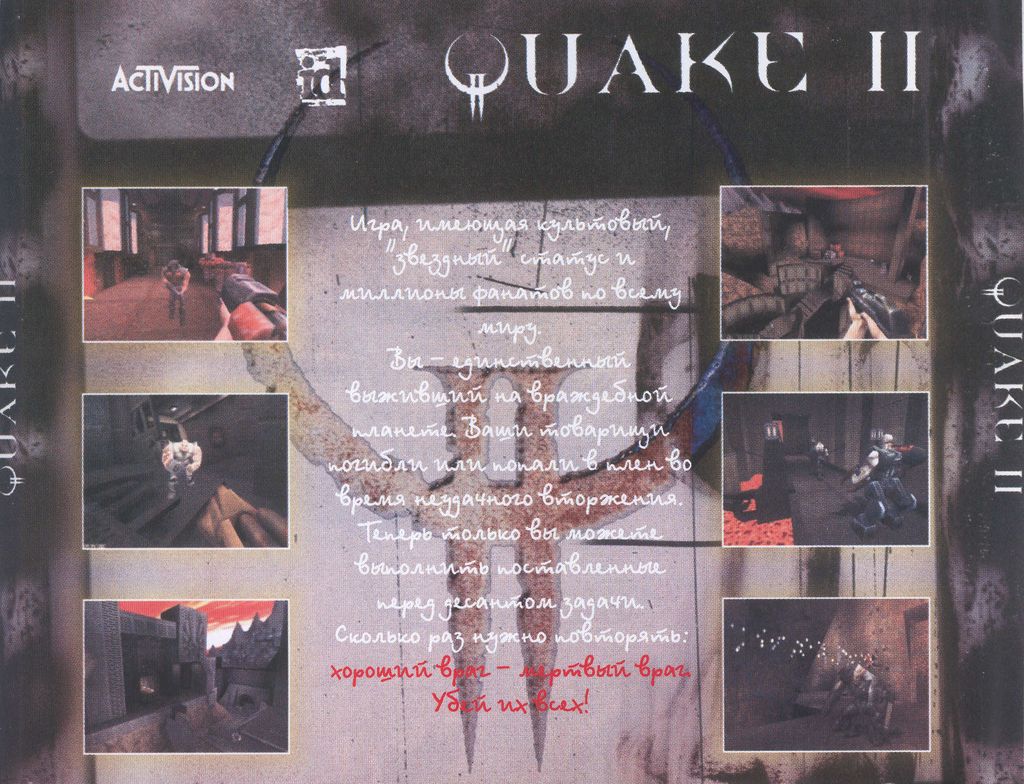 ACTIVISION
id
QUAKE II
Игра, имеющая культовый,
"звездный" статус и
миллионы фанатов по всему
миру.
Вы - единственный
выживший на враждебной
планете. Ваши товарищи
погибли или попали в плен во
время неудачного вторжения.
Теперь только вы можете
выполнить поставленные
перед десантом задачи.
Сколько раз нужно повторять:
хороший враг - мертвый враг.
Убей их всех!
QUAKE II
QUAKE II